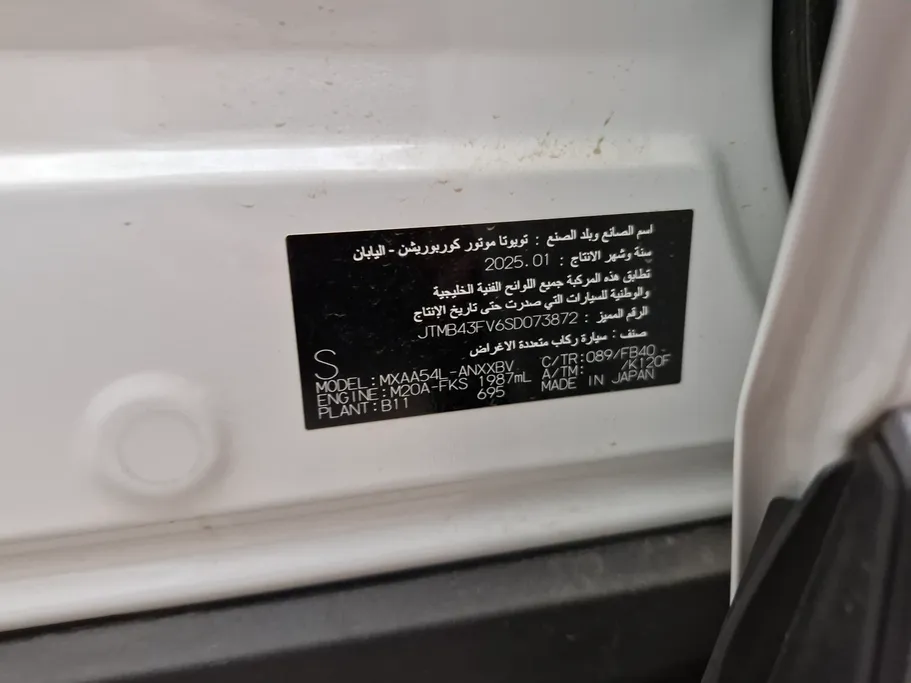 اسم الصانع وبلد الصنع : تويوتا موتور كوربوريشن - اليابان
سنة وشهر الانتاج : 2025.01
تطابق هذه المركبة جميع اللوائح الفنية الخليجية
والوطنية للسيارات التي صدرت حتى تاريخ الإنتاج
الرقم المميز : JTMB43FV6SD073872
صنف : سيارة ركاب متعددة الاغراض
S
MODEL:MXAA54L-ANXXBV C/TR:089/FB40
ENGINE:M20A-FKS 1987mL A/TM: /K120F
PLANT:B11 695 MADE IN JAPAN